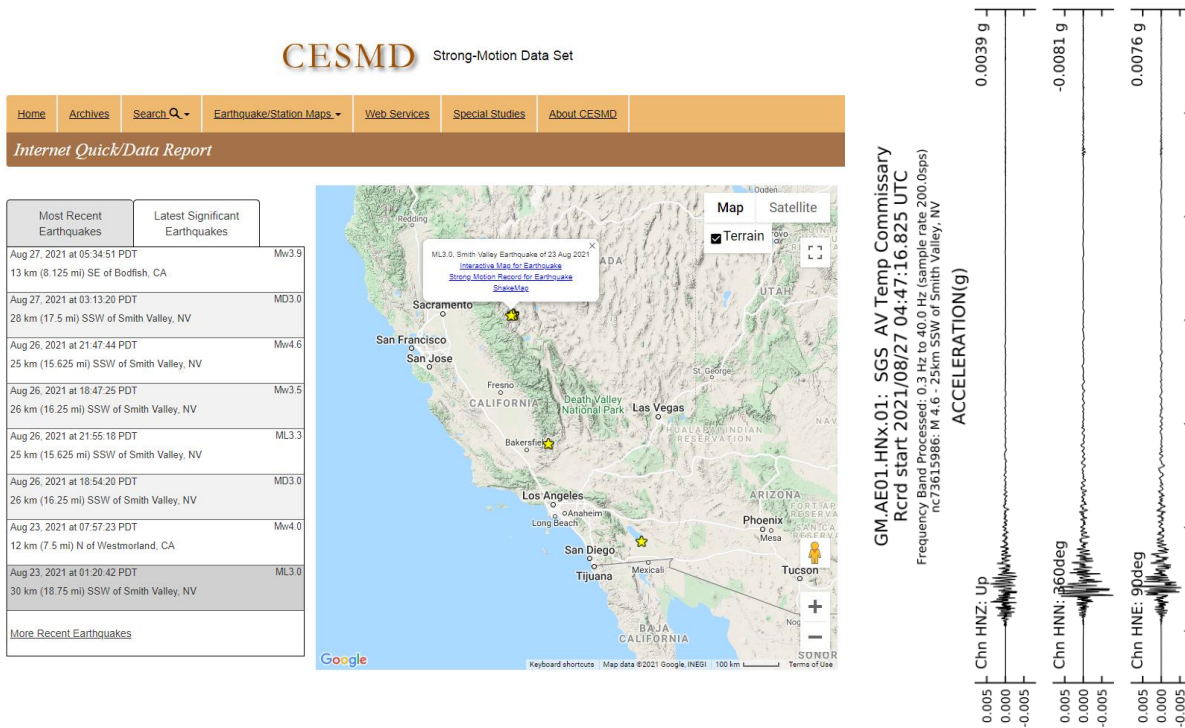 CESMD Strong-Motion Data Set
Home Archives Search Earthquake/Station Maps Web Services Special Studies About CESMD
Internet Quick/Data Report
Most Recent Earthquakes
Latest Significant Earthquakes
Aug 27, 2021 at 05:34:51 PDT Mw3.9
13 km (8.125 mi) SE of Bodfish, CA
Aug 27, 2021 at 03:13:20 PDT MD3.0
28 km (17.5 mi) SSW of Smith Valley, NV
Aug 26, 2021 at 21:47:44 PDT Mw4.6
25 km (15.625 mi) SSW of Smith Valley, NV
Aug 26, 2021 at 18:47:25 PDT Mw3.5
26 km (16.25 mi) SSW of Smith Valley, NV
Aug 26, 2021 at 21:55:18 PDT ML3.3
25 km (15.625 mi) SSW of Smith Valley, NV
Aug 26, 2021 at 18:54:20 PDT MD3.0
26 km (16.25 mi) SSW of Smith Valley, NV
Aug 23, 2021 at 07:57:23 PDT Mw4.0
12 km (7.5 mi) N of Westmorland, CA
Aug 23, 2021 at 01:20:42 PDT ML3.0
30 km (18.75 mi) SSW of Smith Valley, NV
More Recent Earthquakes
Map Satellite
Terrain
ML3.0, Smith Valley Earthquake of 23 Aug 2021
Interactive Map for Earthquake
Strong Motion Record for Earthquake
ShakeMap
Ogden
Redding
UTAH
Sacramento
San Francisco
San Jose
St. George
Fresno
CALIFORNIA
Death Valley
National Park
Las Vegas
HUALAPAI INDIAN
RESERVATION
Bakersfield
Los Angeles
Anaheim
Long Beach
ARIZONA
Phoenix
Mesa
San Diego
Tijuana
Mexicali
Tucson
BAJA
CALIFORNIA
Google
Keyboard shortcuts Map data ©2021 Google, INEGI 100 km Terms of Use
GM.AE01.HNx.01: SGS AV Temp Commissary
Rcrd start 2021/08/27 04:47:16.825 UTC
Frequency Band Processed: 0.3 Hz to 40.0 Hz (sample rate 200.0sps)
nc73615986: M 4.6 - 25km SSW of Smith Valley, NV
ACCELERATION(g)
Chn HNZ: Up 0.0039 g
0.005 0.000 -0.005
Chn HNN: 360deg -0.0081 g
0.005 0.000 -0.005
Chn HNE: 90deg 0.0076 g
0.005 0.000 -0.005